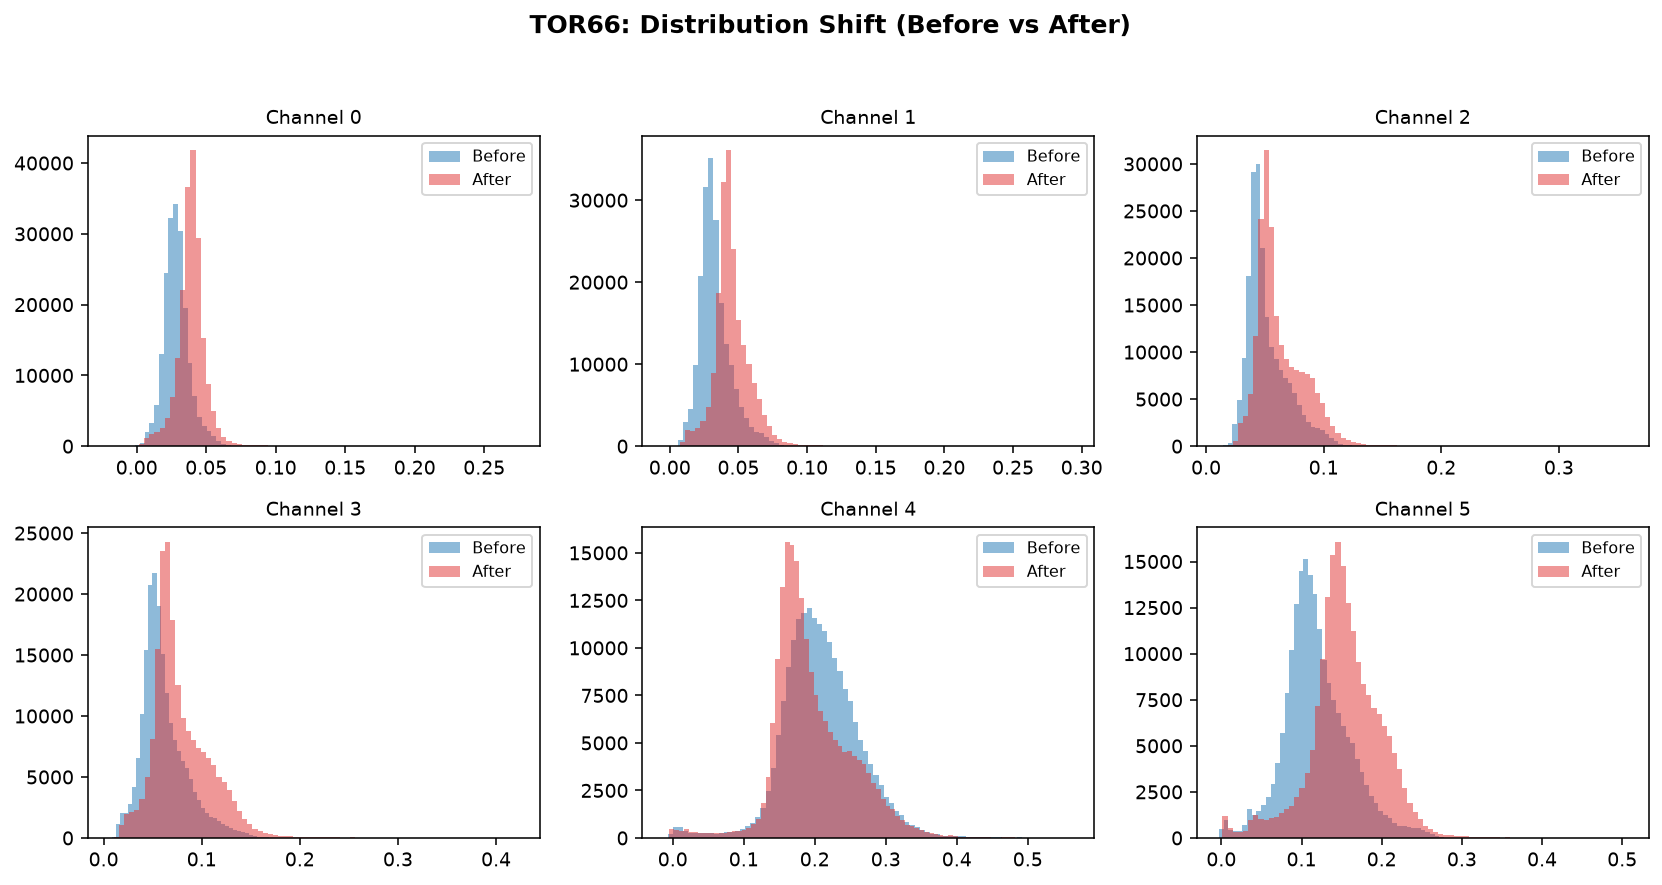 TOR66: Distribution Shift (Before vs After)
Channel 0
Before
After
40000
30000
20000
10000
0
0.00 0.05 0.10 0.15 0.20 0.25
Channel 1
Before
After
30000
20000
10000
0
0.00 0.05 0.10 0.15 0.20 0.25 0.30
Channel 2
Before
After
30000
25000
20000
15000
10000
5000
0
0.0 0.1 0.2 0.3
Channel 3
Before
After
25000
20000
15000
10000
5000
0
0.0 0.1 0.2 0.3 0.4
Channel 4
Before
After
15000
12500
10000
7500
5000
2500
0
0.0 0.1 0.2 0.3 0.4 0.5
Channel 5
Before
After
15000
12500
10000
7500
5000
2500
0
0.0 0.1 0.2 0.3 0.4 0.5